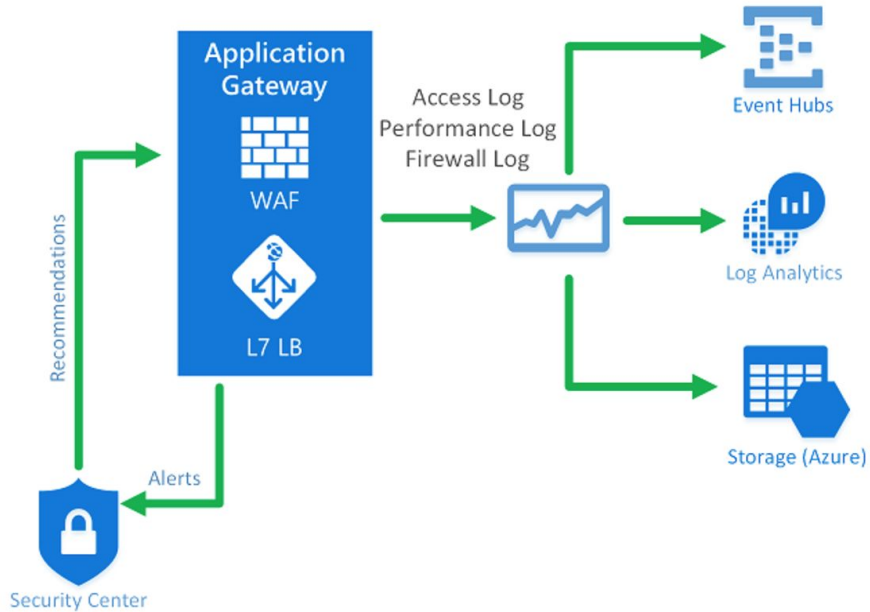 Application
Gateway
WAF
L7 LB
Access Log
Performance Log
Firewall Log
Event Hubs
Log Analytics
Storage (Azure)
Recommendations
Alerts
Security Center